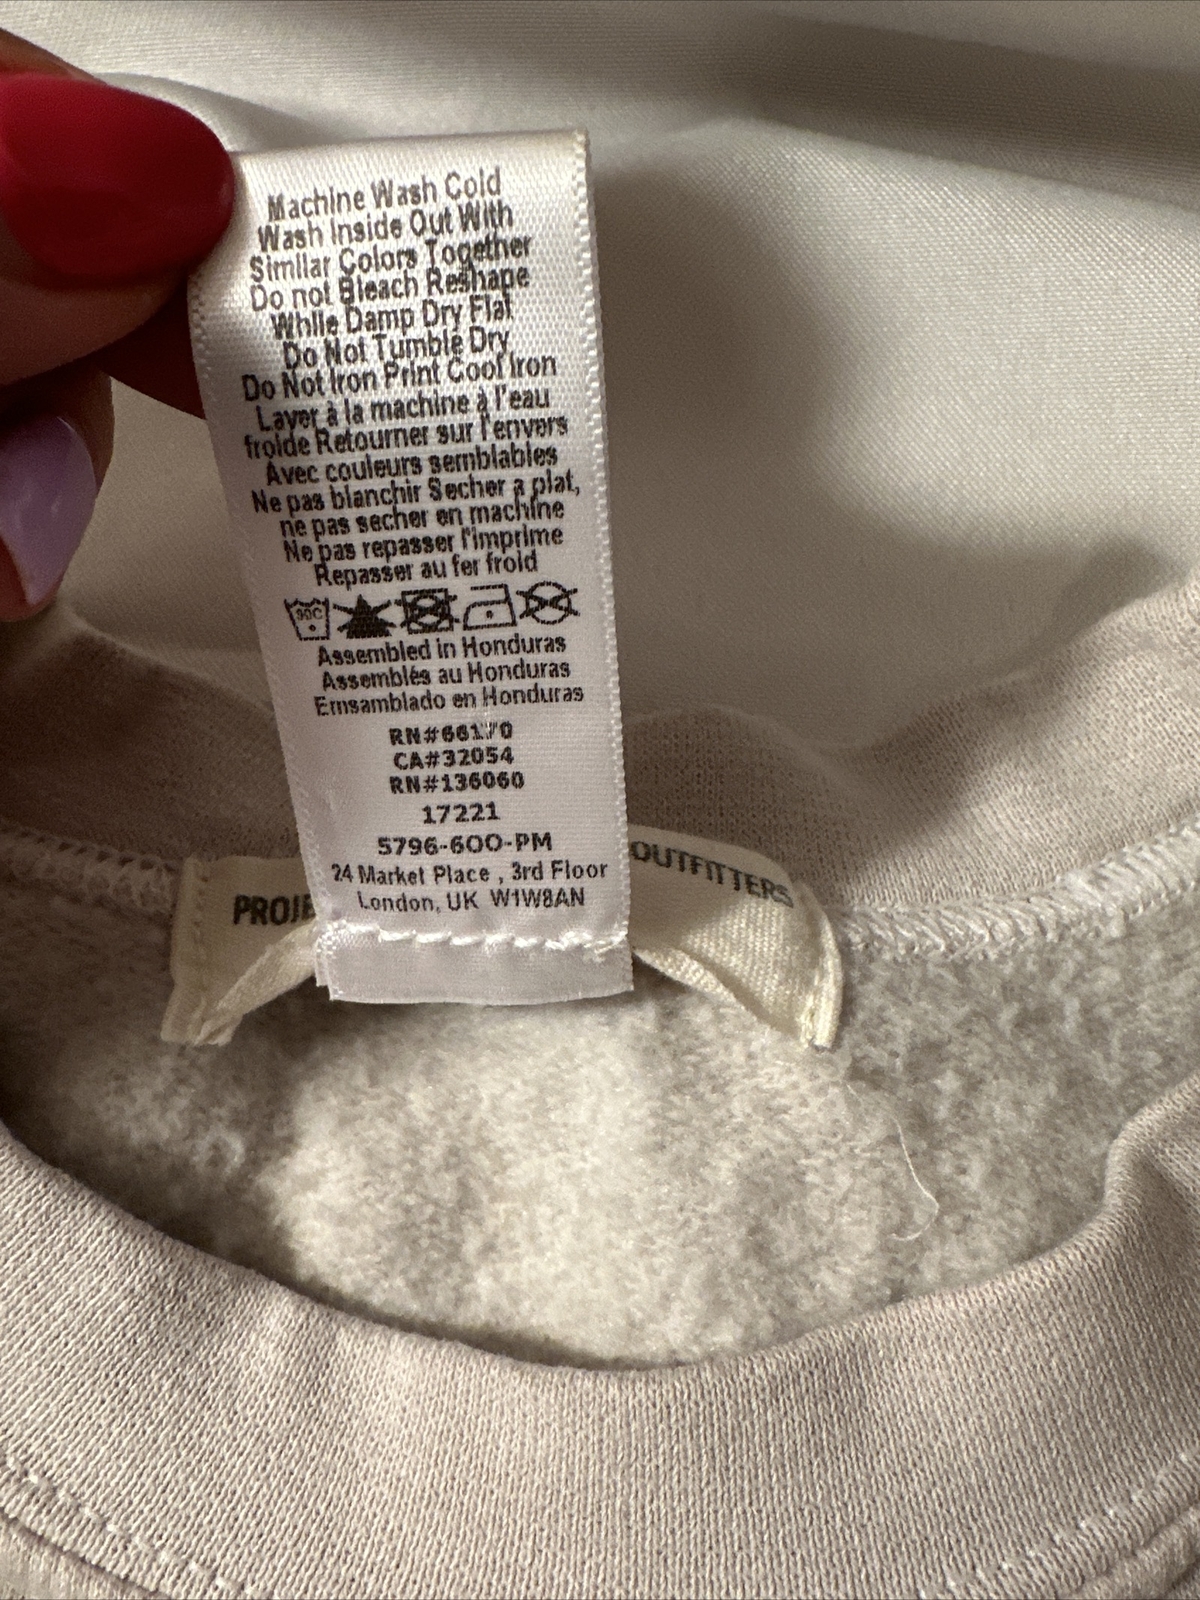 Machine Wash Cold
Wash Inside Out With
Similar Colors Together
Do not Bleach Reshape
While Damp Dry Flat
Do Not Tumble Dry
Do Not Iron Print Cool Iron
Laver à la machine à l'eau
froide Retourner sur l'envers
Avec couleurs semblables
Ne pas blanchir Secher a plat,
ne pas secher en machine
Ne pas repasser l'imprime
Repasser au fer froid
30C
Assembled in Honduras
Assemblés au Honduras
Emsamblado en Honduras
RN#66170
CA#32054
RN#136060
17221
5796-600-PM
24 Market Place , 3rd Floor
London, UK W1W8AN
PROJE
OUTFITTERS